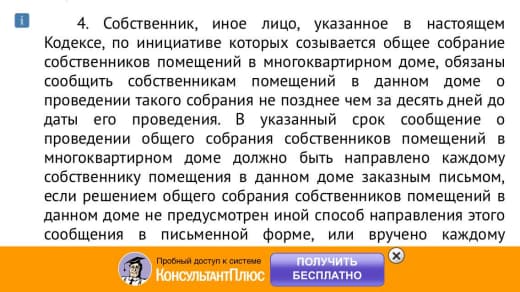 4. Собственник, иное лицо, указанное в настоящем
Кодексе, по инициативе которых созывается общее собрание
собственников помещений в многоквартирном доме, обязаны
сообщить собственникам помещений в данном доме о
проведении такого собрания не позднее чем за десять дней до
даты его проведения. В указанный срок сообщение о
проведении общего собрания собственников помещений в
многоквартирном доме должно быть направлено каждому
собственнику помещения в данном доме заказным письмом,
если решением общего собрания собственников помещений в
данном доме не предусмотрен иной способ направления этого
сообщения в письменной форме, или вручено каждому
Пробный доступ к системе
КонсультантПлюс
ПОЛУЧИТЬ
БЕСПЛАТНО